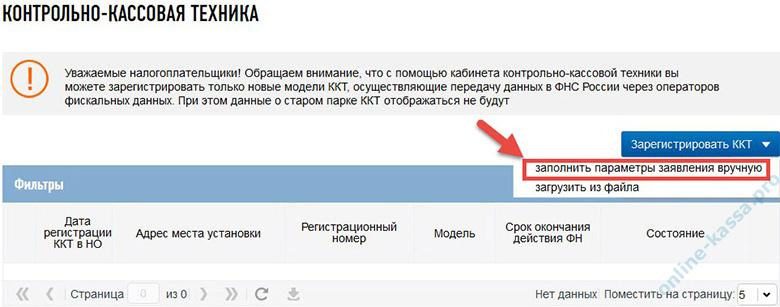 КОНТРОЛЬНО-КАССОВАЯ ТЕХНИКА
Уважаемые налогоплательщики! Обращаем внимание, что с помощью кабинета контрольно-кассовой техники вы
можете зарегистрировать только новые модели ККТ, осуществляющие передачу данных в ФНС России через операторов
фискальных данных. При этом данные о старом парке ККТ отображаться не будут
Зарегистрировать ККТ
заполнить параметры заявления вручную
Фильтры
загрузить из файла
Дата
регистрации
ККТ в НО
Адрес места установки
Регистрационный
номер
Модель
Срок окончания
действия ФН
Состояние
Страница 0 из 0
Нет данных Поместить на страницу: 5
online-kassa.pro